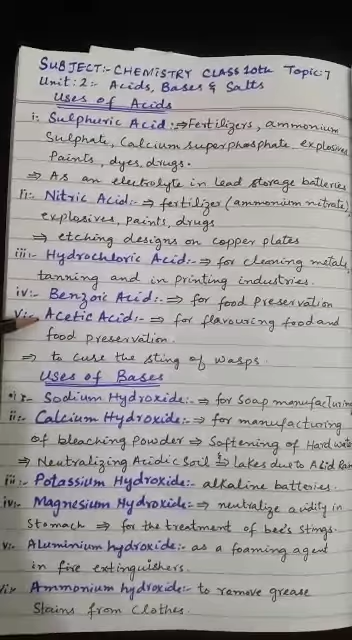 SUBJECT:- CHEMISTRY CLASS 10th Topic:7
Unit:2:- Acids, Bases & Salts
Uses of Acids
i:- Sulphuric Acid:- ⇒ Fertilizers, ammonium
Sulphate, Calcium superphosphate, explosives
Paints, dyes, drugs.
⇒ As an electrolyte in lead storage batteries
ii:- Nitric Acid:- ⇒ fertilizer (ammonium nitrate),
explosives, paints, drugs
⇒ etching designs on copper plates
iii:- Hydrochloric Acid:- ⇒ for cleaning metals,
tanning and in printing industries.
iv:- Benzoic Acid:- ⇒ for food preservation
v:- Acetic Acid:- ⇒ for flavouring food and
food preservation.
⇒ to cure the sting of wasps.
Uses of Bases
i:- Sodium Hydroxide:- ⇒ for soap manufacturing
ii:- Calcium Hydroxide:- ⇒ for manufacturing
of bleaching powder ⇒ Softening of Hard water
⇒ Neutralizing Acidic Soil & lakes due to Acid Rain
iii:- Potassium Hydroxide:- alkaline batteries.
iv:- Magnesium Hydroxide:- ⇒ neutralize acidity in
Stomach ⇒ for the treatment of bee's stings.
v:- Aluminium hydroxide:- as a foaming agent
in fire extinguishers.
vi:- Ammonium hydroxide:- to remove grease
Stains from clothes.